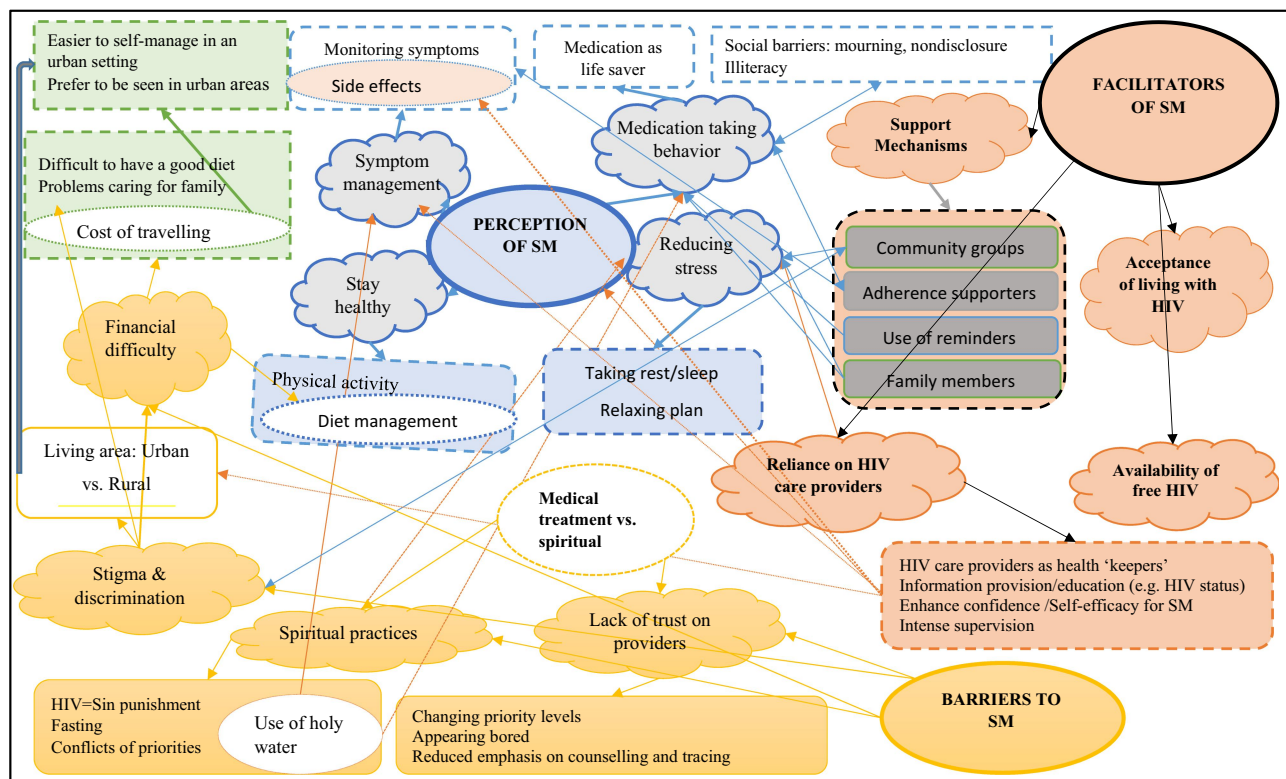 Easier to self-manage in an
urban setting
Prefer to be seen in urban areas
Monitoring symptoms
Side effects
Medication as
life saver
Social barriers: mourning, nondisclosure
Illiteracy
FACILITATORS
OF SM
Difficult to have a good diet
Problems caring for family
Cost of travelling
Symptom
management
Medication taking
behavior
Support
Mechanisms
PERCEPTION
OF SM
Reducing
stress
Stay
healthy
Community groups
Adherence supporters
Use of reminders
Family members
Acceptance
of living with
HIV
Financial
difficulty
Physical activity
Diet management
Taking rest/sleep
Relaxing plan
Living area: Urban
vs. Rural
Medical
treatment vs.
spiritual
Reliance on HIV
care providers
Availability of
free HIV
Stigma &
discrimination
Spiritual practices
Lack of trust on
providers
HIV care providers as health ‘keepers’
Information provision/education (e.g. HIV status)
Enhance confidence /Self-efficacy for SM
Intense supervision
HIV=Sin punishment
Fasting
Conflicts of priorities
Use of holy
water
Changing priority levels
Appearing bored
Reduced emphasis on counselling and tracing
BARRIERS TO
SM